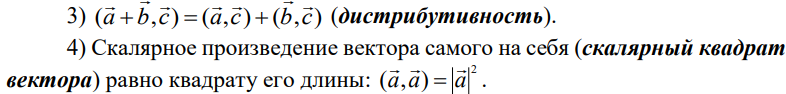 3) (a⃗ + b⃗, c⃗) = (a⃗, c⃗) + (b⃗, c⃗) (дистрибутивность).
4) Скалярное произведение вектора самого на себя (скалярный квадрат
вектора) равно квадрату его длины: (a⃗, a⃗) = |a⃗|².